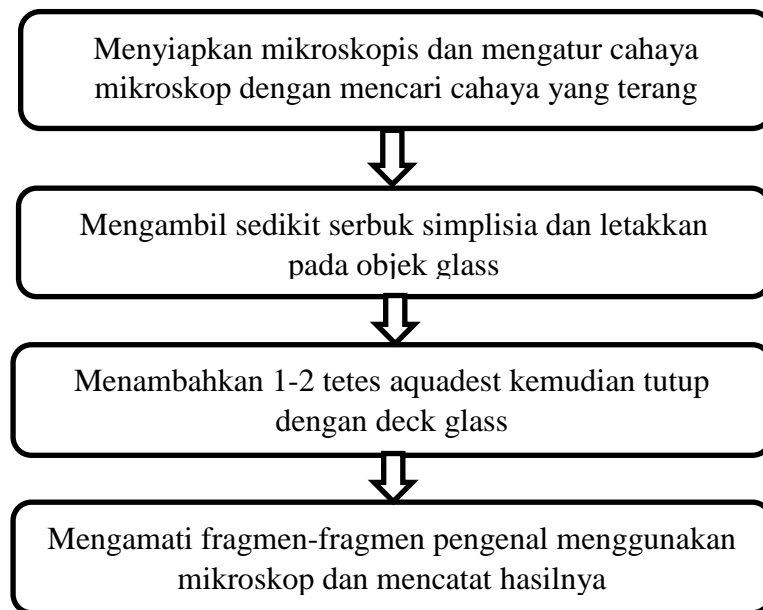 Menyiapkan mikroskopis dan mengatur cahaya
mikroskop dengan mencari cahaya yang terang
Mengambil sedikit serbuk simplisia dan letakkan
pada objek glass
Menambahkan 1-2 tetes aquadest kemudian tutup
dengan deck glass
Mengamati fragmen-fragmen pengenal menggunakan
mikroskop dan mencatat hasilnya